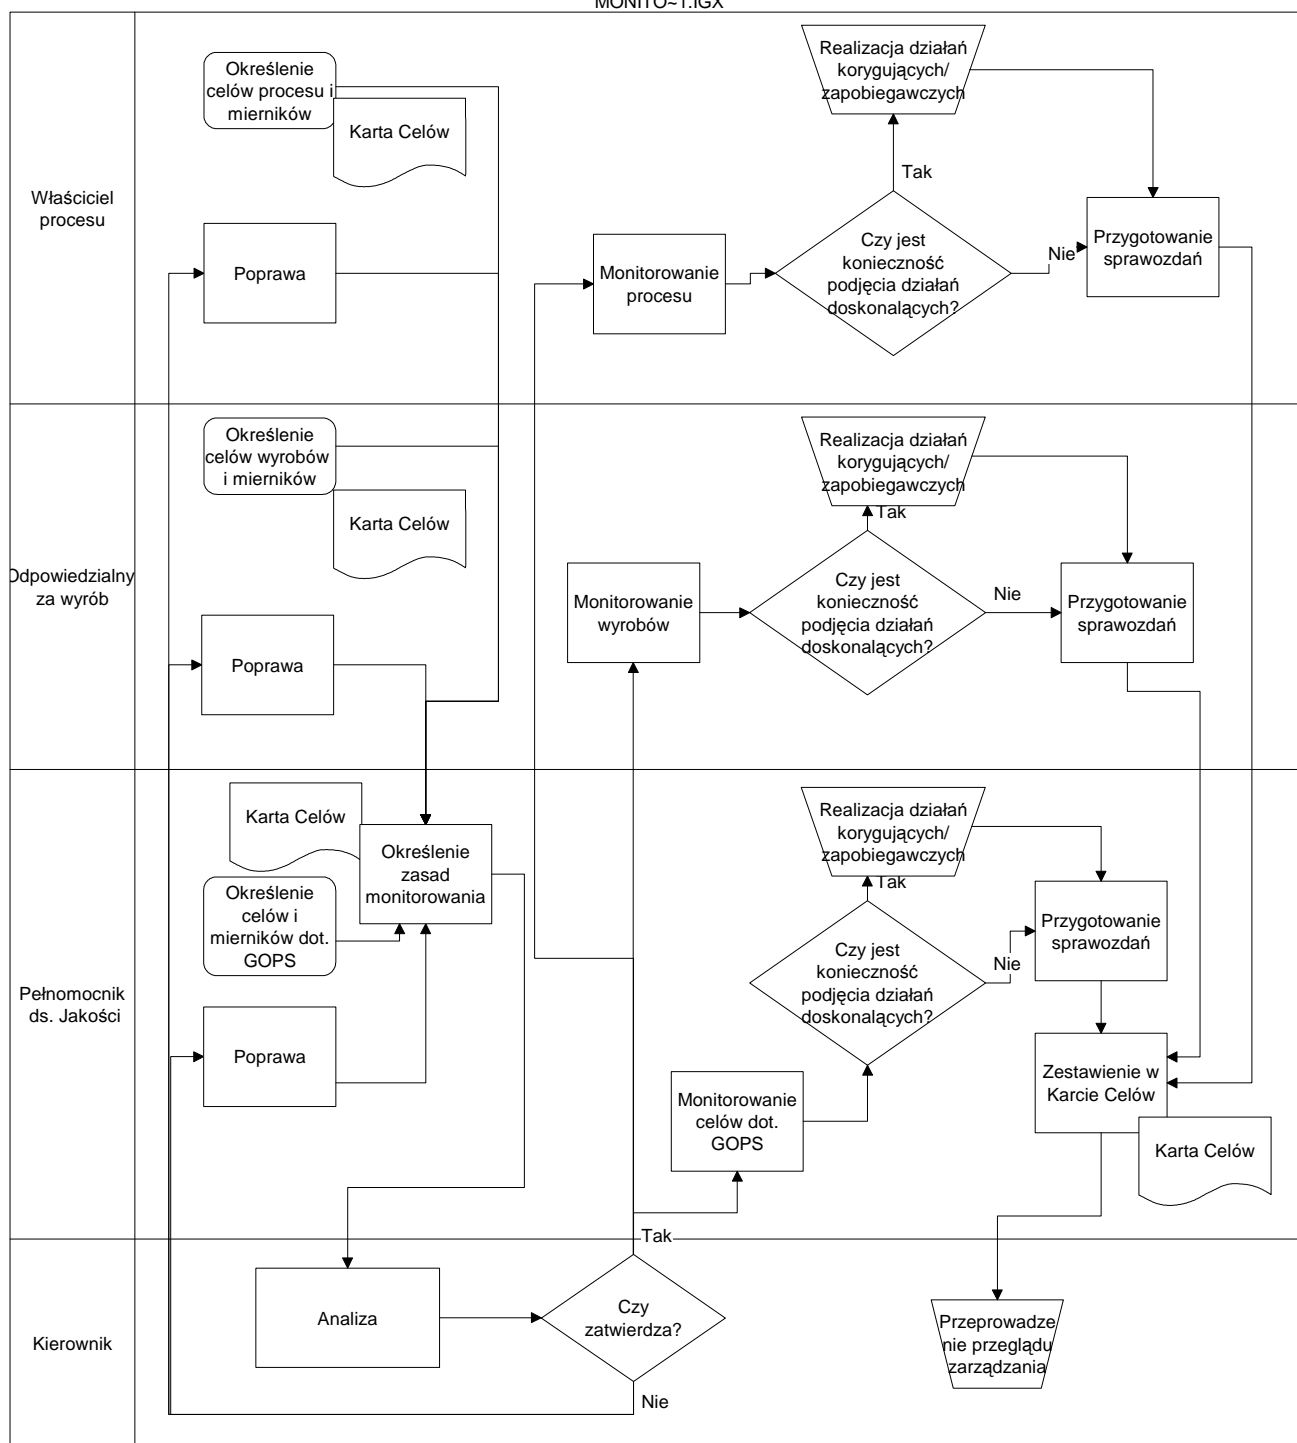 MONITO~1.IGX
Właściciel
procesu
Określenie
celów procesu i
mierników
Karta Celów
Poprawa
Monitorowanie
procesu
Realizacja działań
korygujących/
zapobiegawczych
Tak
Czy jest
konieczność
podjęcia działań
doskonalących?
Nie
Przygotowanie
sprawozdań
Odpowiedzialny
za wyrób
Określenie
celów wyrobów
i mierników
Karta Celów
Poprawa
Monitorowanie
wyrobów
Realizacja działań
korygujących/
zapobiegawczych
Tak
Czy jest
konieczność
podjęcia działań
doskonalących?
Nie
Przygotowanie
sprawozdań
Pełnomocnik
ds. Jakości
Karta Celów
Określenie
zasad
monitorowania
Określenie
celów i
mierników dot.
GOPS
Poprawa
Monitorowanie
celów dot.
GOPS
Realizacja działań
korygujących/
zapobiegawczych
Tak
Czy jest
konieczność
podjęcia działań
doskonalących?
Nie
Przygotowanie
sprawozdań
Zestawienie w
Karcie Celów
Karta Celów
Kierownik
Analiza
Tak
Czy
zatwierdza?
Nie
Przeprowadze
nie przeglądu
zarządzania